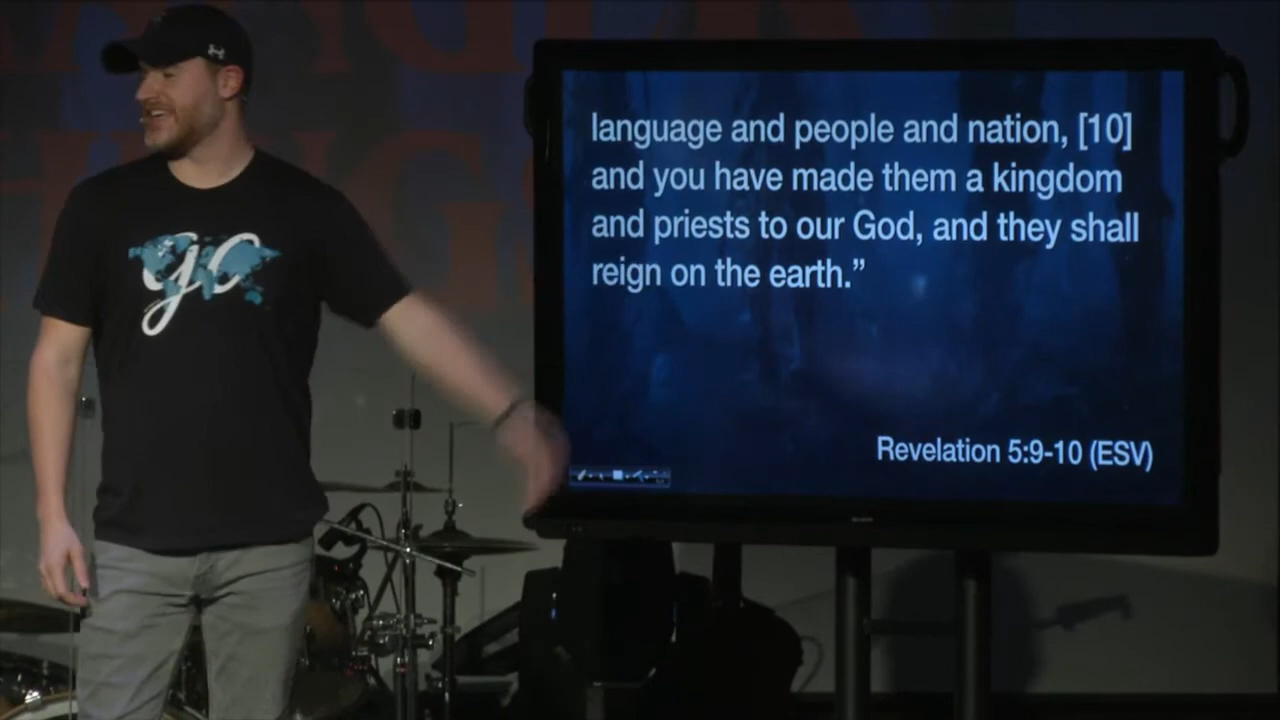 go
language and people and nation, [10]
and you have made them a kingdom
and priests to our God, and they shall
reign on the earth.”
Revelation 5:9-10 (ESV)